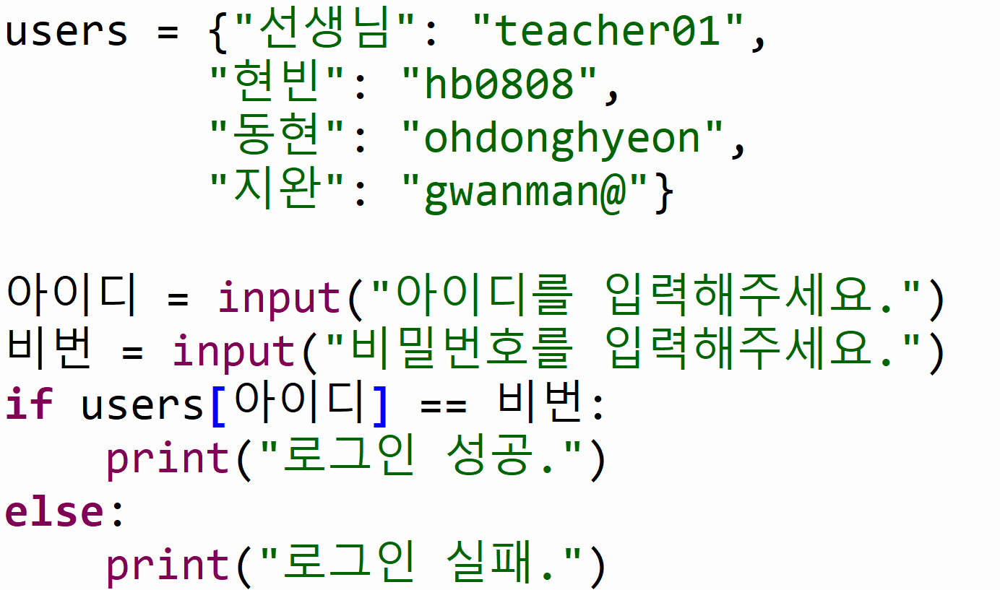 users = {"선생님": "teacher01",
"현빈": "hb0808",
"동현": "ohdonghyeon",
"지완": "gwanman@"}
아이디 = input("아이디를 입력해주세요.")
비번 = input("비밀번호를 입력해주세요.")
if users[아이디] == 비번:
print("로그인 성공.")
else:
print("로그인 실패.")